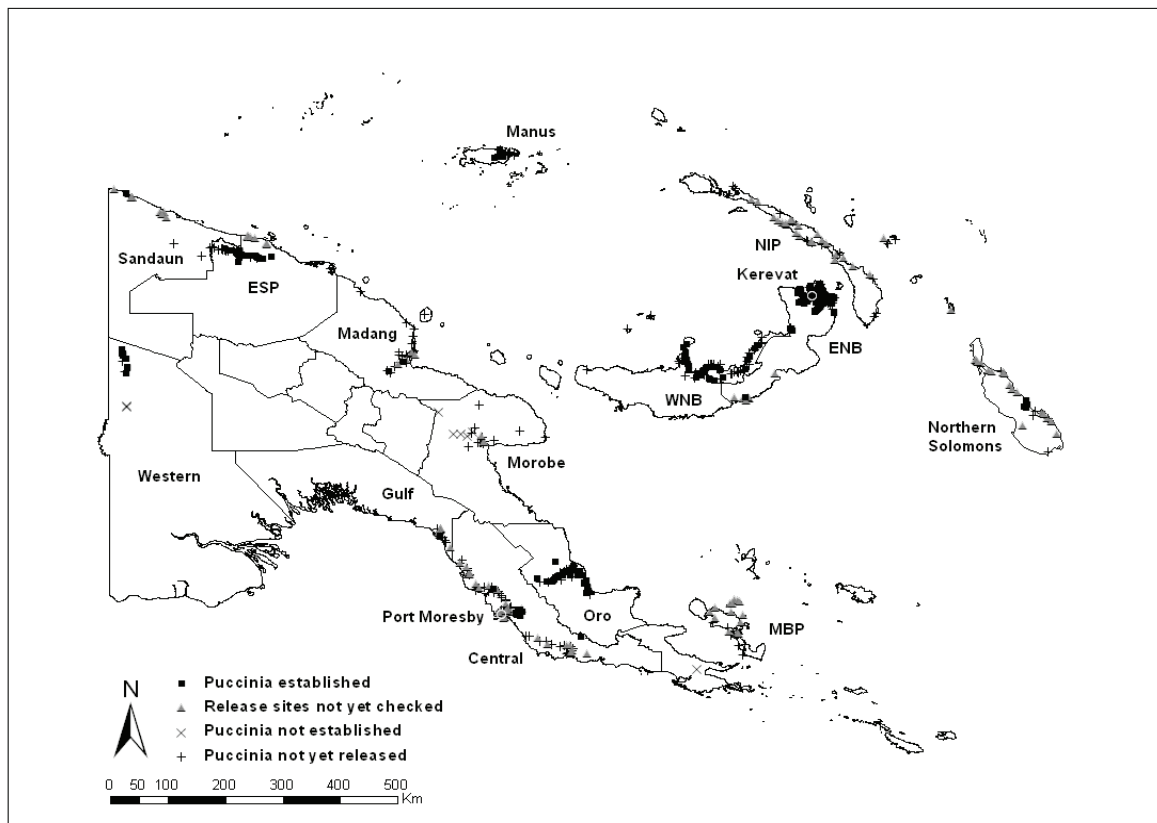 Manus
NIP
Sandaun
Kerevat
ESP
Madang
ENB
WNB
Northern
Solomons
Morobe
Western
Gulf
Port Moresby
Oro
MBP
Central
N
Puccinia established
Release sites not yet checked
Puccinia not established
Puccinia not yet released
0 50 100 200 300 400 500
Km